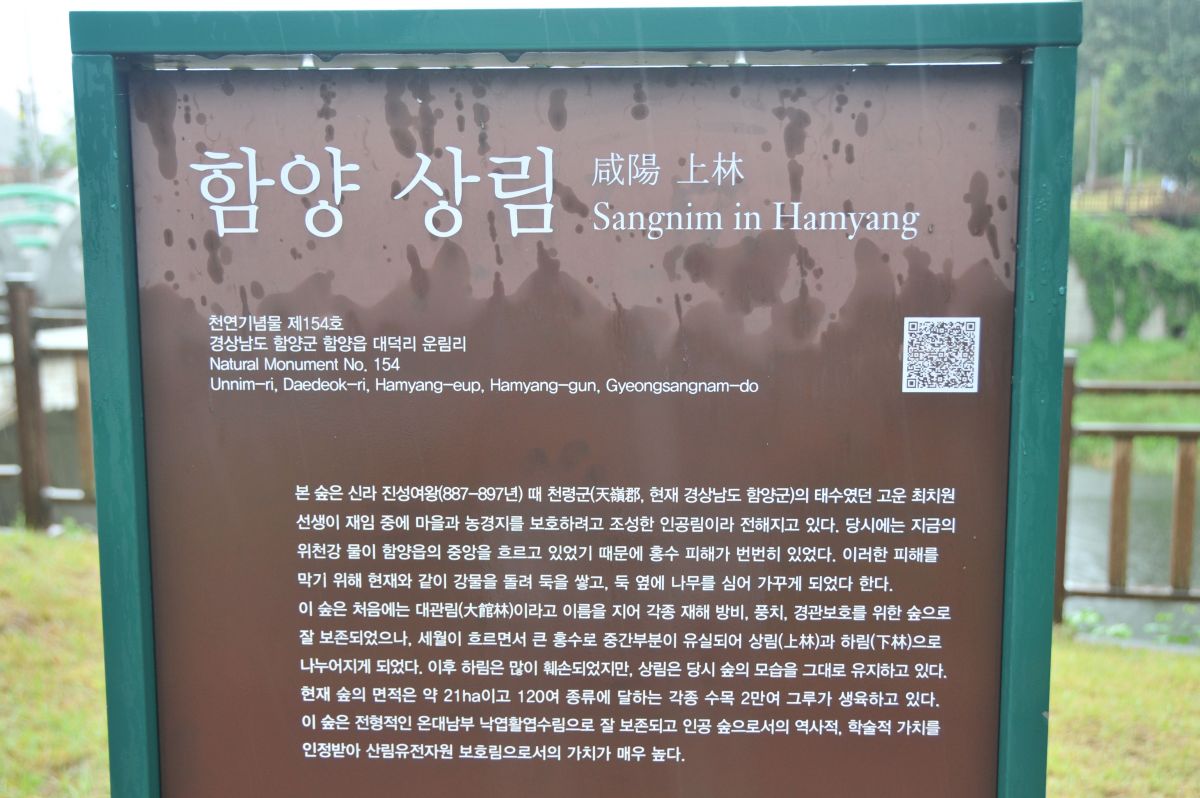 함양 상림 咸陽 上林
Sangnim in Hamyang
천연기념물 제154호
경상남도 함양군 함양읍 대덕리 운림리
Natural Monument No. 154
Unnim-ri, Daedeok-ri, Hamyang-eup, Hamyang-gun, Gyeongsangnam-do
본 숲은 신라 진성여왕(887-897년) 때 천령군(天嶺郡, 현재 경상남도 함양군)의 태수였던 고운 최치원
선생이 재임 중에 마을과 농경지를 보호하려고 조성한 인공림이라 전해지고 있다. 당시에는 지금의
위천강 물이 함양읍의 중앙을 흐르고 있었기 때문에 홍수 피해가 번번히 있었다. 이러한 피해를
막기 위해 현재와 같이 강물을 돌려 둑을 쌓고, 둑 옆에 나무를 심어 가꾸게 되었다 한다.
이 숲은 처음에는 대관림(大館林)이라고 이름을 지어 각종 재해 방비, 풍치, 경관보호를 위한 숲으로
잘 보존되었으나, 세월이 흐르면서 큰 홍수로 중간부분이 유실되어 상림(上林)과 하림(下林)으로
나누어지게 되었다. 이후 하림은 많이 훼손되었지만, 상림은 당시 숲의 모습을 그대로 유지하고 있다.
현재 숲의 면적은 약 21ha이고 120여 종류에 달하는 각종 수목 2만여 그루가 생육하고 있다.
이 숲은 전형적인 온대남부 낙엽활엽수림으로 잘 보존되고 인공 숲으로서의 역사적, 학술적 가치를
인정받아 산림유전자원 보호림으로서의 가치가 매우 높다.